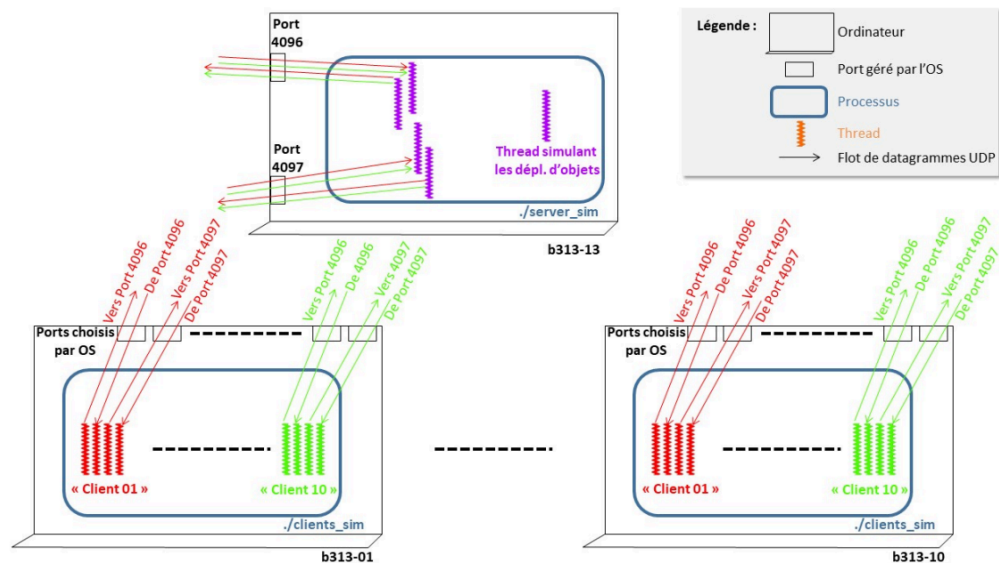 Port
4096
Port
4097
Thread simulant
les dépl. d'objets
./server_sim
b313-13
Légende :
Ordinateur
Port géré par l'OS
Processus
Thread
Flot de datagrammes UDP
Vers Port 4096
De Port 4096
Vers Port 4097
De Port 4097
Vers Port 4096
De 4096
Vers 4097
De Port 4097
Ports choisis
par OS
« Client 01 »
« Client 10 »
./clients_sim
b313-01
Vers Port 4096
De Port 4096
Vers Port 4097
De Port 4097
Vers Port 4096
De Port 4096
Vers Port 4097
De Port 4097
Ports choisis
par OS
« Client 01 »
« Client 10 »
./clients_sim
b313-10